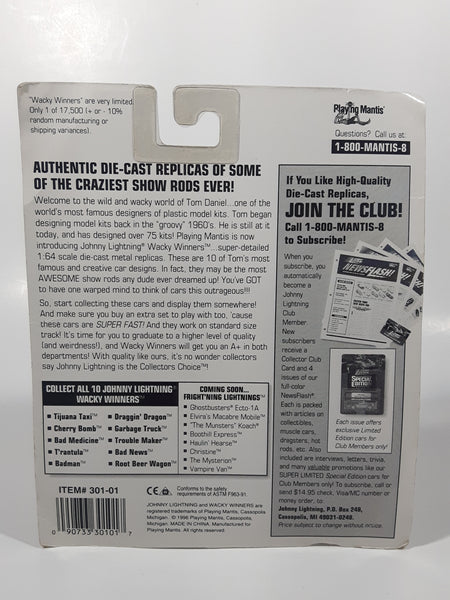 "Wacky Winners" are very limited.
Only 1 of 17,500 (+ or - 10%
random manufacturing or
shipping variances).
Playing Mantis
Questions? Call us at:
1-800-MANTIS-8
AUTHENTIC DIE-CAST REPLICAS OF SOME
OF THE CRAZIEST SHOW RODS EVER!
Welcome to the wild and wacky world of Tom Daniel...one of the
world's most famous designers of plastic model kits. Tom began
designing model kits back in the "groovy" 1960's. He is still at it
today, and has designed over 75 kits! Playing Mantis is now
introducing Johnny Lightning Wacky Winners...super-detailed
1:64 scale die-cast metal replicas. These are 10 of Tom's most
famous and creative car designs. In fact, they may be the most
AWESOME show rods any dude ever dreamed up! You've GOT
to have one warped mind to think of cars this outrageous!!!
So, start collecting these cars and display them somewhere!
And make sure you buy an extra set to play with too, 'cause
these cars are SUPER FAST! And they work on standard size
track! It's time for you to graduate to a higher level of quality
(and weirdness!), and Wacky Winners will get you an A+ in both
departments! With quality like ours, it's no wonder collectors
say Johnny Lightning is the Collectors Choice!
COLLECT ALL 10 JOHNNY LIGHTNING
WACKY WINNERS
Tijuana Taxi
Cherry Bomb
Bad Medicine
T'rantula
Badman
Draggin' Dragon
Garbage Truck
Trouble Maker
Bad News
Root Beer Wagon
COMING SOON...
FRIGHT'NING LIGHTNINGS
Ghostbusters Ecto-1A
Elvira's Macabre Mobile
"The Munsters" Koach
Boothill Express
Haulin' Hearse
Christine
The Mysterion
Vampire Van
If You Like High-Quality
Die-Cast Replicas,
JOIN THE CLUB!
Call 1-800-MANTIS-8
to Subscribe!
When you
subscribe, you
automatically
become a
Johnny
Lightning
Club
Member.
New
subscribers
receive a
Collector Club
Card and 4
issues of our
full-color
NewsFlash!
Each is packed
with articles on
collectibles,
muscle cars,
dragsters, hot
rods, etc. Also
included are interviews, letters, trivia,
and many valuable promotions like our
SUPER LIMITED Special Edition cars for
Club Members only! To subscribe, call or
send $14.95 check, Visa/MC number
or money order, to:
Johnny Lightning, P.O. Box 248,
Cassopolis, MI 49031-0248.
Price subject to change without notice.
NEWSFLASH!
SPECIAL EDITION
Each issue offers
exclusive Limited
Edition cars for
Club Members only!
ITEM# 301-01
0 90733 30101 7
CE
0-3
Conforms to the safety
requirements of ASTM F963-91.
JOHNNY LIGHTNING and WACKY WINNERS are
registered trademarks of Playing Mantis, Cassopolis
Michigan. © 1996 Playing Mantis, Cassopolis,
Michigan. MADE IN CHINA. Manufactured for
Playing Mantis. All rights reserved.